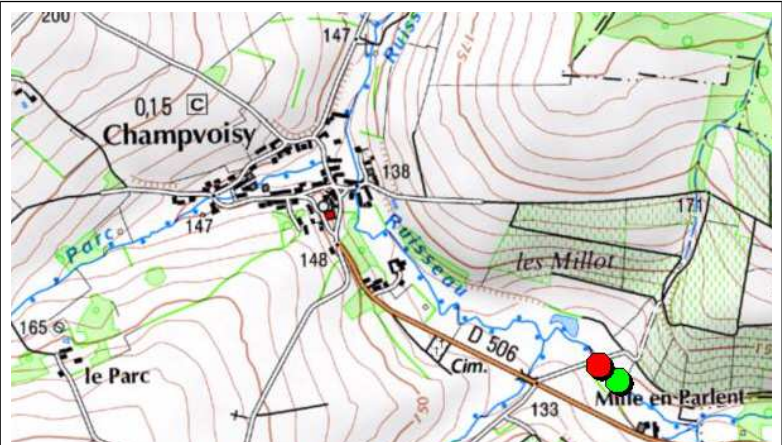 200
147
Ruiss
175
0,15 C
Champvoisy
138
147
Parc
Ruisseau
171
148
les Millot
165
D 506
le Parc
Cim.
Mille en Parlent
150
133